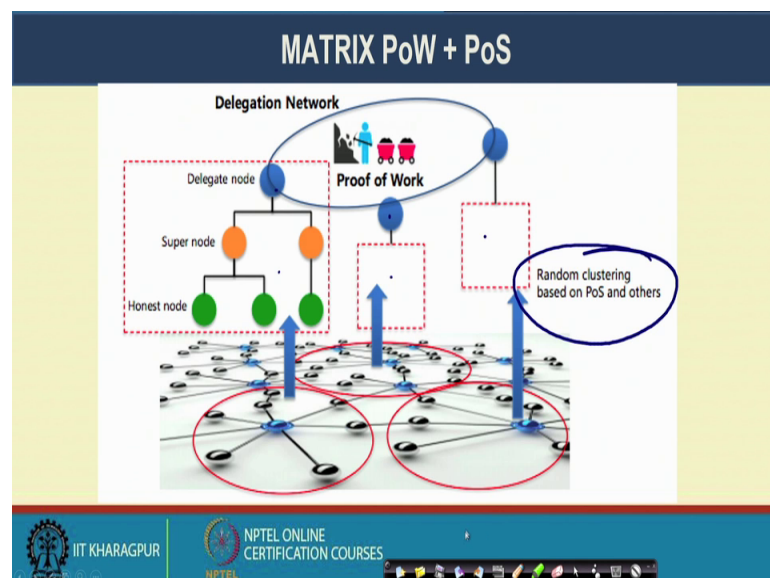 MATRIX PoW + PoS
Delegation Network
Proof of Work
Delegate node
Super node
Honest node
Random clustering
based on PoS and others
IIT KHARAGPUR
NPTEL ONLINE
CERTIFICATION COURSES
NPTEL